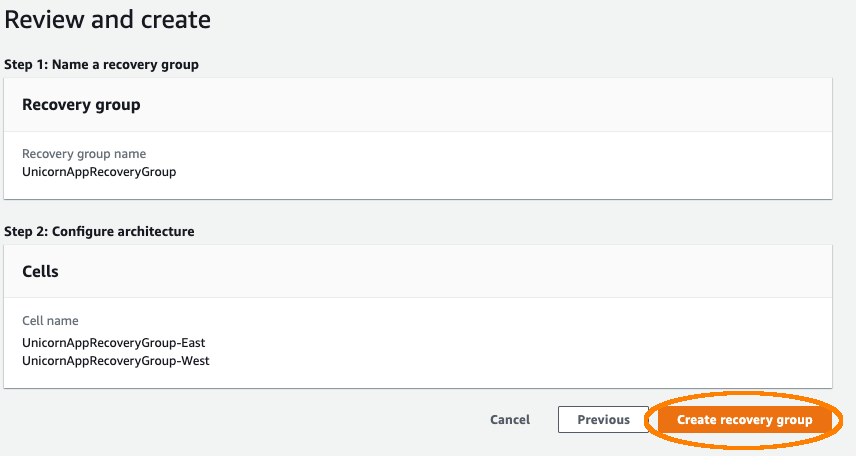 Review and create
Step 1: Name a recovery group
Recovery group
Recovery group name
UnicornAppRecoveryGroup
Step 2: Configure architecture
Cells
Cell name
UnicornAppRecoveryGroup-East
UnicornAppRecoveryGroup-West
Cancel Previous Create recovery group